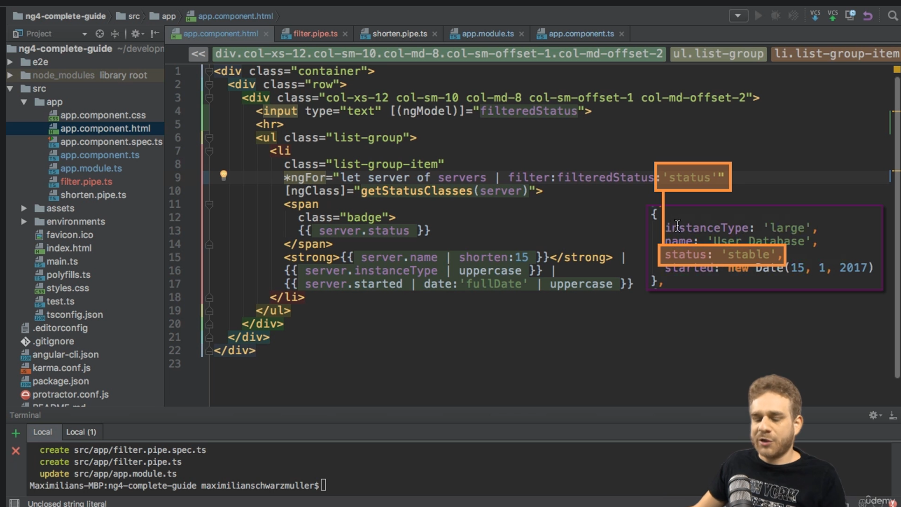 ng4-complete-guide src app app.component.html
Project
app.component.html filter.pipe.ts shorten.pipe.ts app.module.ts app.component.ts
<< div.col-xs-12.col-sm-10.col-md-8.col-sm-offset-1.col-md-offset-2 ul.list-group li.list-group-item
ng4-complete-guide ~/develop
e2e
node_modules library root
src
app
app.component.css
app.component.html
app.component.spec.ts
app.component.ts
app.module.ts
filter.pipe.ts
shorten.pipe.ts
assets
environments
favicon.ico
index.html
main.ts
polyfills.ts
styles.css
test.ts
tsconfig.json
.editorconfig
.gitignore
angular-cli.json
karma.conf.js
package.json
protractor.conf.js
README.md
1 <div class="container">
2 <div class="row">
3 <div class="col-xs-12 col-sm-10 col-md-8 col-sm-offset-1 col-md-offset-2">
4 <input type="text" [(ngModel)]="filteredStatus">
5 <hr>
6 <ul class="list-group">
7 <li
8 class="list-group-item"
9 *ngFor="let server of servers | filter:filteredStatus:'status'"
10 [ngClass]="getStatusClasses(server)">
11 <span
12 class="badge">
13 {{ server.status }}
14 </span>
15 <strong>{{ server.name | shorten:15 }}</strong> |
16 {{ server.instanceType | uppercase }} |
17 {{ server.started | date:'fullDate' | uppercase }}
18 </li>
19 </ul>
20 </div>
21 </div>
22 </div>
23
{
instanceType: 'large',
name: 'User Database',
status: 'stable',
started: new Date(15, 1, 2017)
},
Terminal
Local Local (1)
create src/app/filter.pipe.spec.ts
create src/app/filter.pipe.ts
update src/app/app.module.ts
Maximilians-MBP:ng4-complete-guide maximilianschwarzmuller$
Unclosed string literal
NEW YORK
udemy